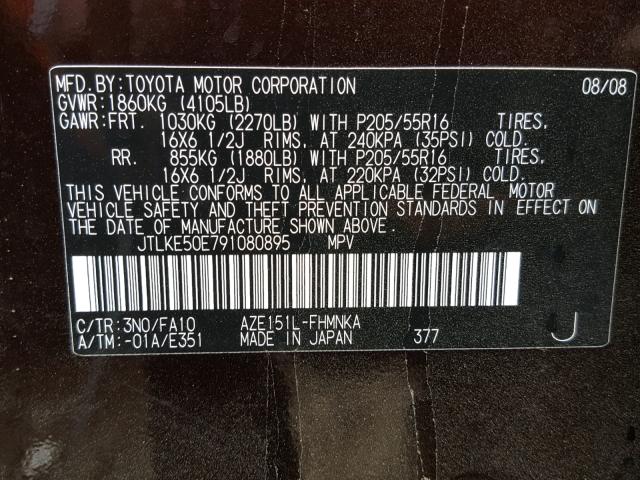 MFD.BY:TOYOTA MOTOR CORPORATION 08/08
GVWR:1860KG (4105LB)
GAWR:FRT. 1030KG (2270LB) WITH P205/55R16 TIRES,
16X6 1/2J RIMS, AT 240KPA (35PSI) COLD.
RR. 855KG (1880LB) WITH P205/55R16 TIRES,
16X6 1/2J RIMS, AT 220KPA (32PSI) COLD.
THIS VEHICLE CONFORMS TO ALL APPLICABLE FEDERAL MOTOR
VEHICLE SAFETY AND THEFT PREVENTION STANDARDS IN EFFECT ON
THE DATE OF MANUFACTURE SHOWN ABOVE.
JTLKE50E791080895 MPV
C/TR:3N0/FA10 AZE151L-FHMNKA
A/TM:-01A/E351 MADE IN JAPAN 377 J